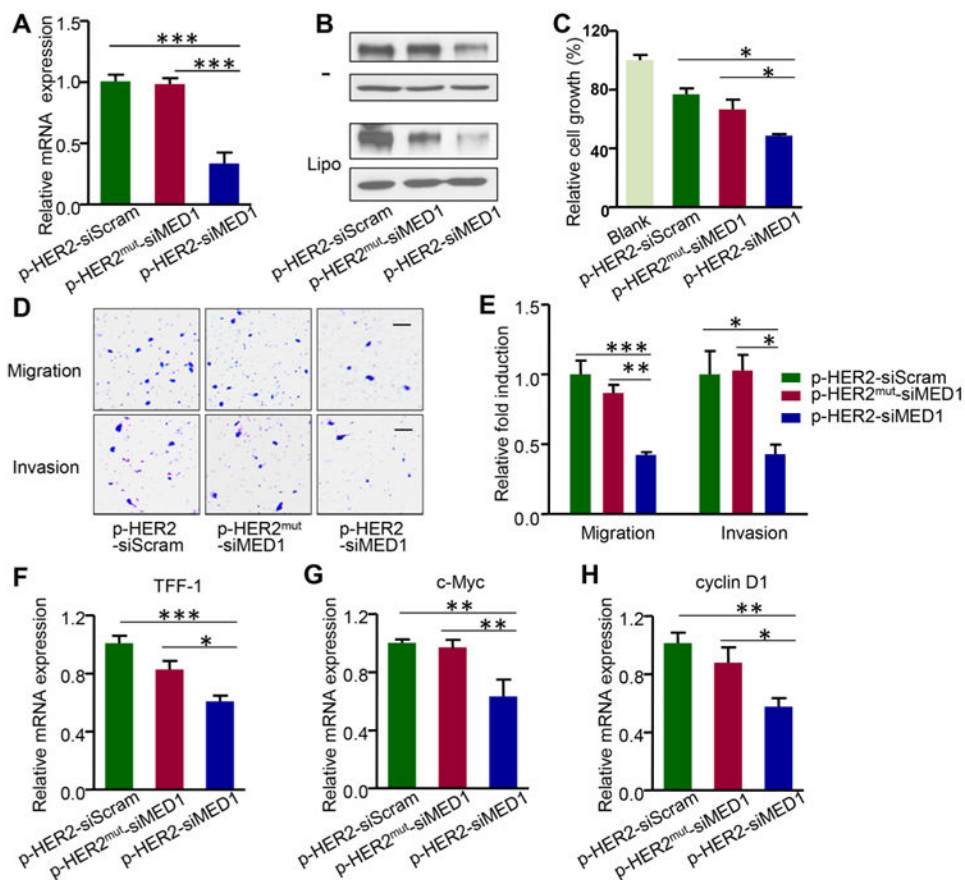 A
Relative mRNA expression
1.5
1.0
0.5
0.0
***
***
p-HER2-siScram
p-HER2mut-siMED1
p-HER2-siMED1
B
-
Lipo
p-HER2-siScram
p-HER2mut-siMED1
p-HER2-siMED1
C
Relative cell growth (%)
120
80
40
0
*
*
Blank
p-HER2-siScram
p-HER2mut-siMED1
p-HER2-siMED1
D
Migration
Invasion
p-HER2
-siScram
p-HER2mut
-siMED1
p-HER2
-siMED1
E
Relative fold induction
1.5
1.0
0.5
0.0
***
**
*
*
Migration
Invasion
p-HER2-siScram
p-HER2mut-siMED1
p-HER2-siMED1
F
TFF-1
Relative mRNA expression
1.2
0.8
0.4
0.0
***
*
p-HER2-siScram
p-HER2mut-siMED1
p-HER2-siMED1
G
c-Myc
Relative mRNA expression
1.2
0.8
0.4
0.0
**
**
p-HER2-siScram
p-HER2mut-siMED1
p-HER2-siMED1
H
cyclin D1
Relative mRNA expression
1.2
0.8
0.4
0.0
**
*
p-HER2-siScram
p-HER2mut-siMED1
p-HER2-siMED1